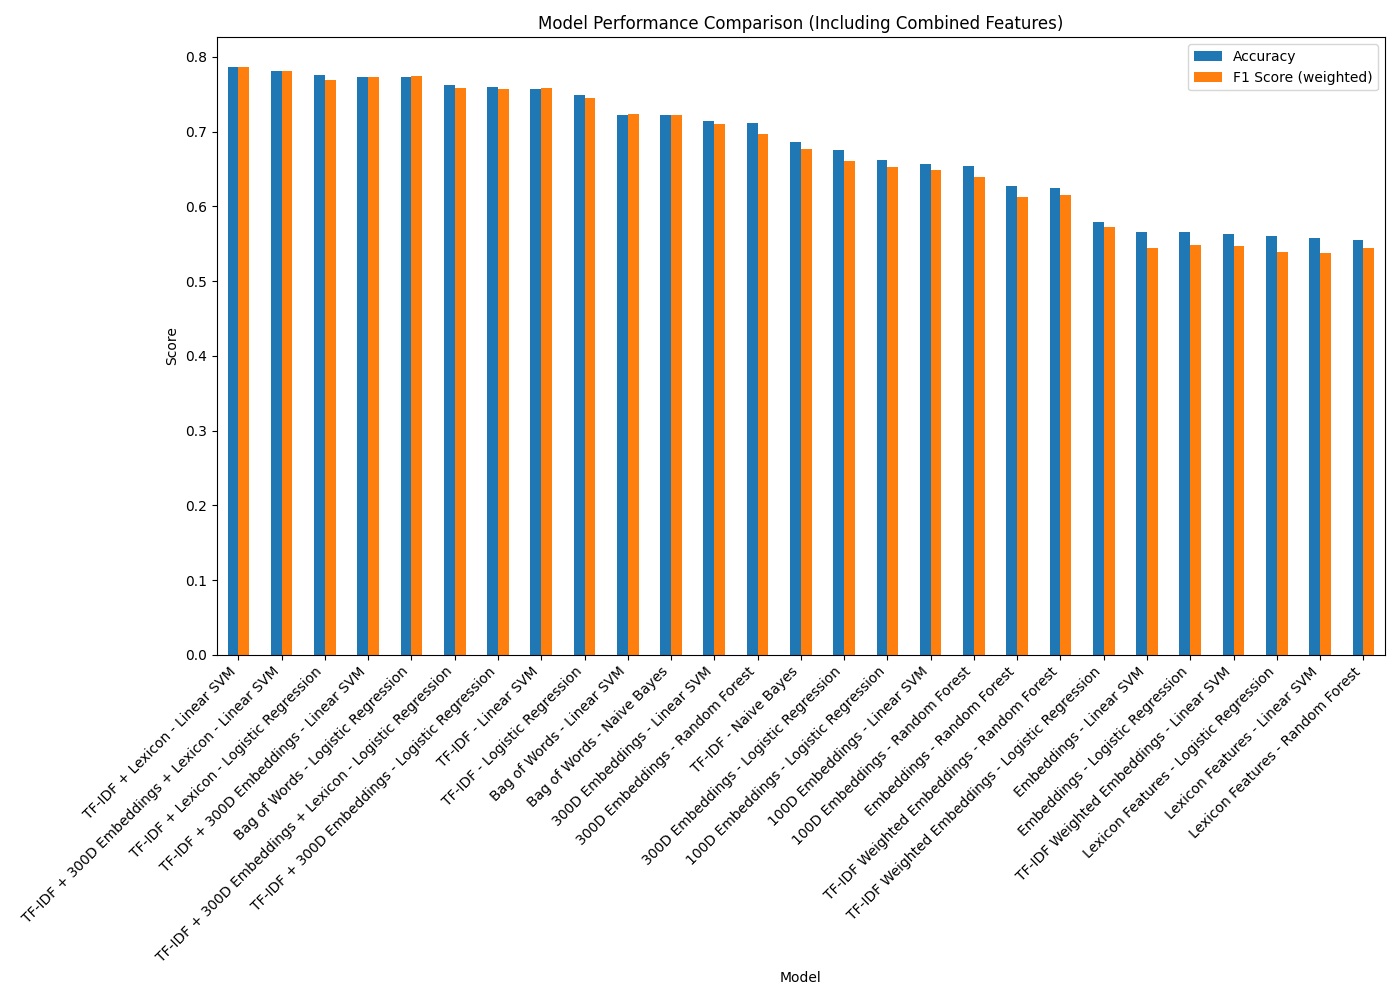 Model Performance Comparison (Including Combined Features)
Accuracy
F1 Score (weighted)
Score
0.8
0.7
0.6
0.5
0.4
0.3
0.2
0.1
0.0
TF-IDF + Lexicon - Linear SVM
TF-IDF + 300D Embeddings + Lexicon - Linear SVM
TF-IDF + Lexicon - Logistic Regression
TF-IDF + 300D Embeddings - Linear SVM
Bag of Words - Logistic Regression
TF-IDF + 300D Embeddings + Lexicon - Logistic Regression
TF-IDF + 300D Embeddings - Logistic Regression
TF-IDF - Linear SVM
TF-IDF - Logistic Regression
Bag of Words - Linear SVM
Bag of Words - Naive Bayes
300D Embeddings - Linear SVM
300D Embeddings - Random Forest
TF-IDF - Naive Bayes
300D Embeddings - Logistic Regression
100D Embeddings - Logistic Regression
100D Embeddings - Linear SVM
100D Embeddings - Random Forest
Embeddings - Random Forest
TF-IDF Weighted Embeddings - Random Forest
TF-IDF Weighted Embeddings - Logistic Regression
Embeddings - Linear SVM
Embeddings - Logistic Regression
TF-IDF Weighted Embeddings - Linear SVM
Lexicon Features - Logistic Regression
Lexicon Features - Linear SVM
Lexicon Features - Random Forest
Model